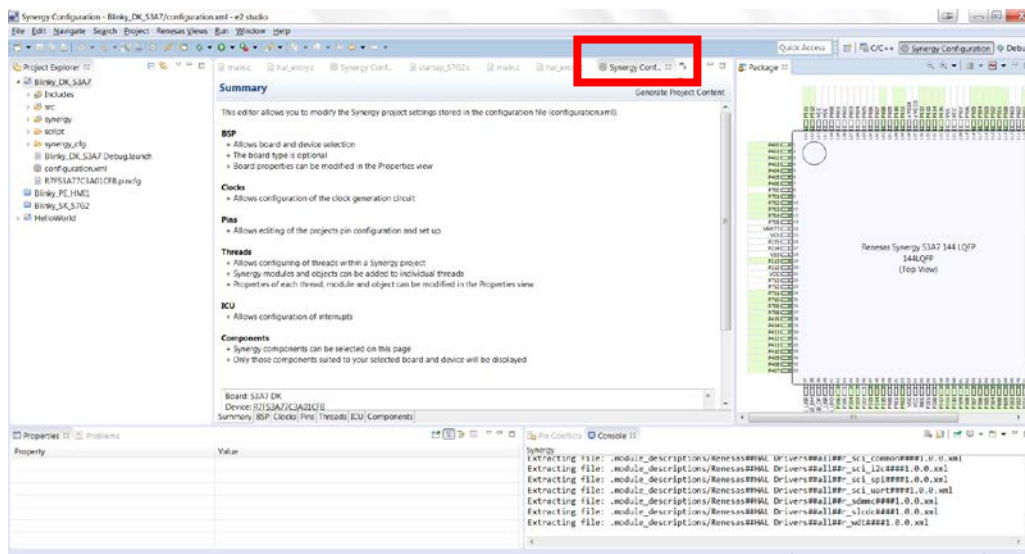 Synergy Configuration - Blinky_DK_S3A7/configuration.xml - e2 studio
File Edit Navigate Search Project Renesas Views Run Window Help
Quick Access
C/C++
Synergy Configuration
Debu
Project Explorer
main.c
hal_entry.c
Synergy Conf...
startup_S7G2.c
main.c
hal_entry
Synergy Conf...
Package
Blinky_DK_S3A7
Includes
src
synergy
script
synergy_cfg
Blinky_DK_S3A7 Debug.launch
configuration.xml
R7FS3A77C3A01CFB.pincfg
Blinky_PE_HMI1
Blinky_SK_S7G2
HelloWorld
Summary
Generate Project Content
This editor allows you to modify the Synergy project settings stored in the configuration file (configuration.xml).
BSP
• Allows board and device selection
• The board type is optional
• Board properties can be modified in the Properties view
Clocks
• Allows configuration of the clock generation circuit
Pins
• Allows editing of the projects pin configuration and set up
Threads
• Allows configuring of threads within a Synergy project
• Synergy modules and objects can be added to individual threads
• Properties of each thread, module and object can be modified in the Properties view
ICU
• Allows configuration of interrupts
Components
• Synergy components can be selected on this page
• Only those components suited to your selected board and device will be displayed
Board: S3A7 DK
Device: R7FS3A77C3A01CFB
Summary BSP Clocks Pins Threads ICU Components
Renesas Synergy S3A7 144 LQFP
144LQFP
(Top View)
Properties
Problems
Property
Value
Pin Conflicts
Console
Synergy
Extracting file: .module_descriptions/Renesas##HAL Drivers##all##r_sci_common####1.0.0.xml
Extracting file: .module_descriptions/Renesas##HAL Drivers##all##r_sci_i2c####1.0.0.xml
Extracting file: .module_descriptions/Renesas##HAL Drivers##all##r_sci_spi####1.0.0.xml
Extracting file: .module_descriptions/Renesas##HAL Drivers##all##r_sci_uart####1.0.0.xml
Extracting file: .module_descriptions/Renesas##HAL Drivers##all##r_sdmmc####1.0.0.xml
Extracting file: .module_descriptions/Renesas##HAL Drivers##all##r_slcdc####1.0.0.xml
Extracting file: .module_descriptions/Renesas##HAL Drivers##all##r_wdt####1.0.0.xml